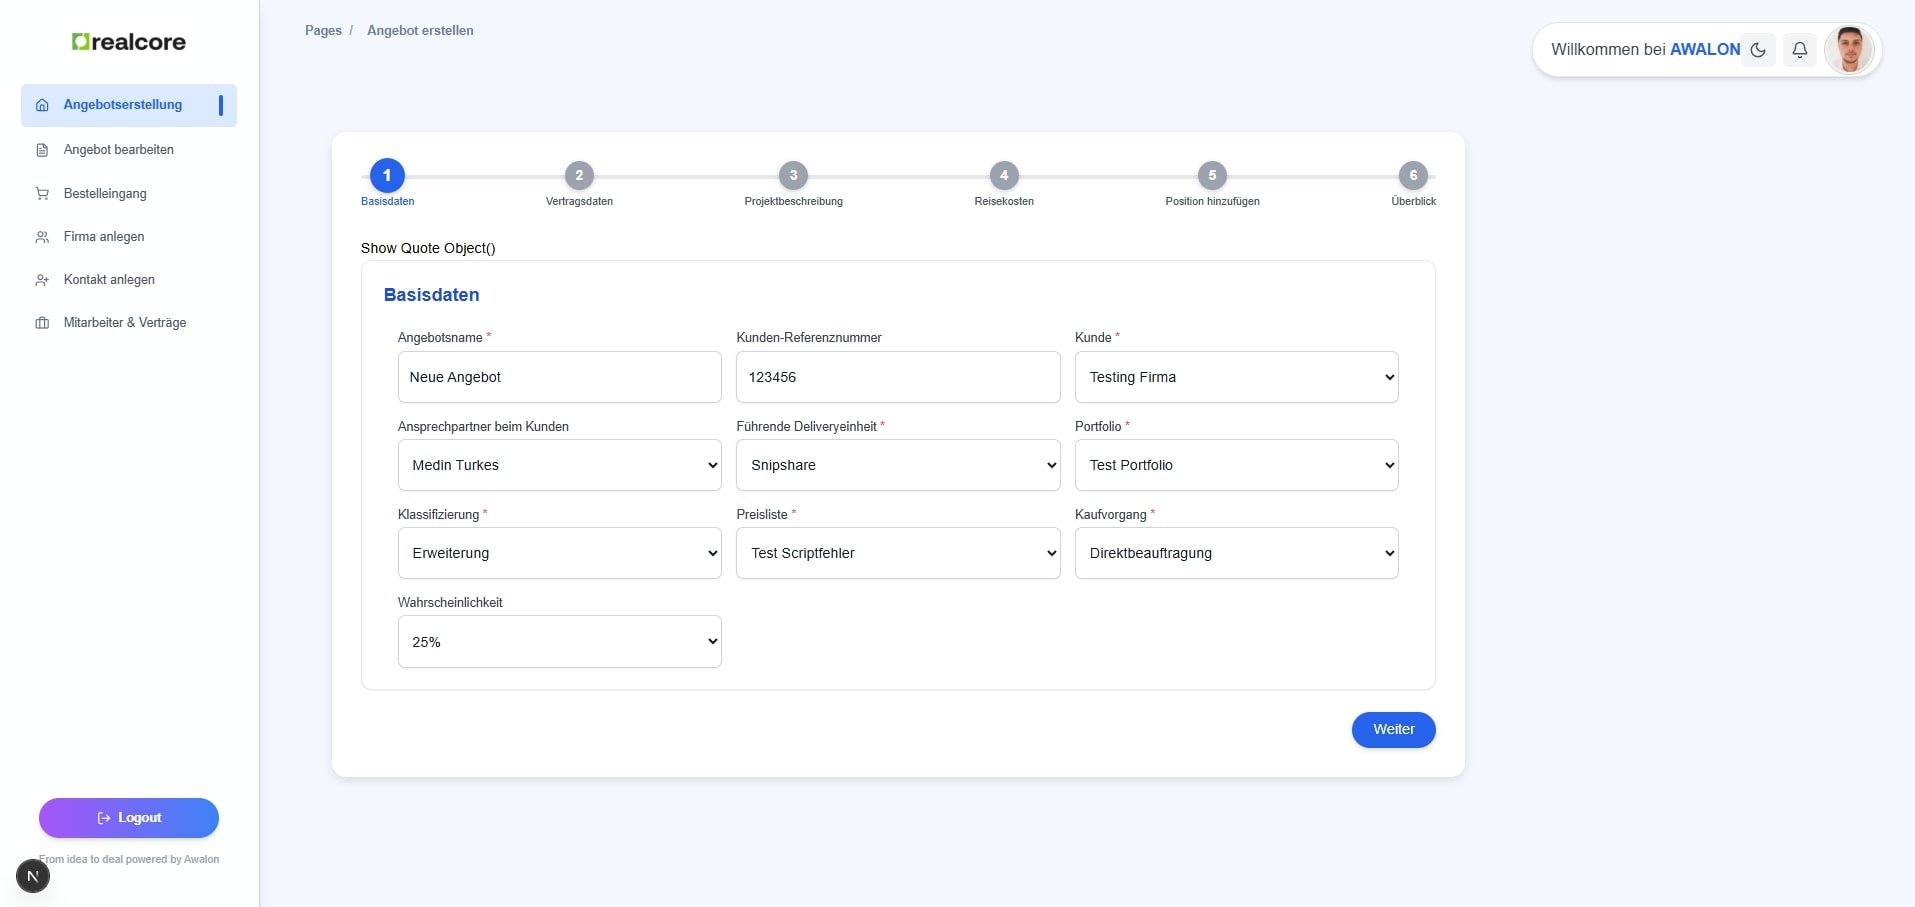 realcore
Angebotserstellung
Angebot bearbeiten
Bestelleingang
Firma anlegen
Kontakt anlegen
Mitarbeiter & Verträge
Logout
From idea to deal powered by Awalon
N
Pages / Angebot erstellen
Willkommen bei AWALON
1 2 3 4 5 6
Basisdaten Vertragsdaten Projektbeschreibung Reisekosten Position hinzufügen Überblick
Show Quote Object()
Basisdaten
Angebotsname * Kunden-Referenznummer Kunde *
Neue Angebot 123456 Testing Firma
Ansprechpartner beim Kunden Führende Deliveryeinheit * Portfolio *
Medin Turkes Snipshare Test Portfolio
Klassifizierung * Preisliste * Kaufvorgang *
Erweiterung Test Scriptfehler Direktbeauftragung
Wahrscheinlichkeit
25%
Weiter